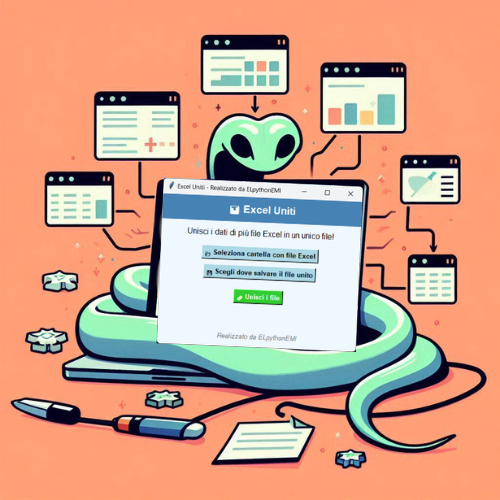 Excel Uniti - Realizzato da ELpythonEMI
Excel Uniti
Unisci i dati di più file Excel in un unico file!
Seleziona cartella con file Excel
Scegli dove salvare il file unito
Unisci i file
Realizzato da ELpythonEMI